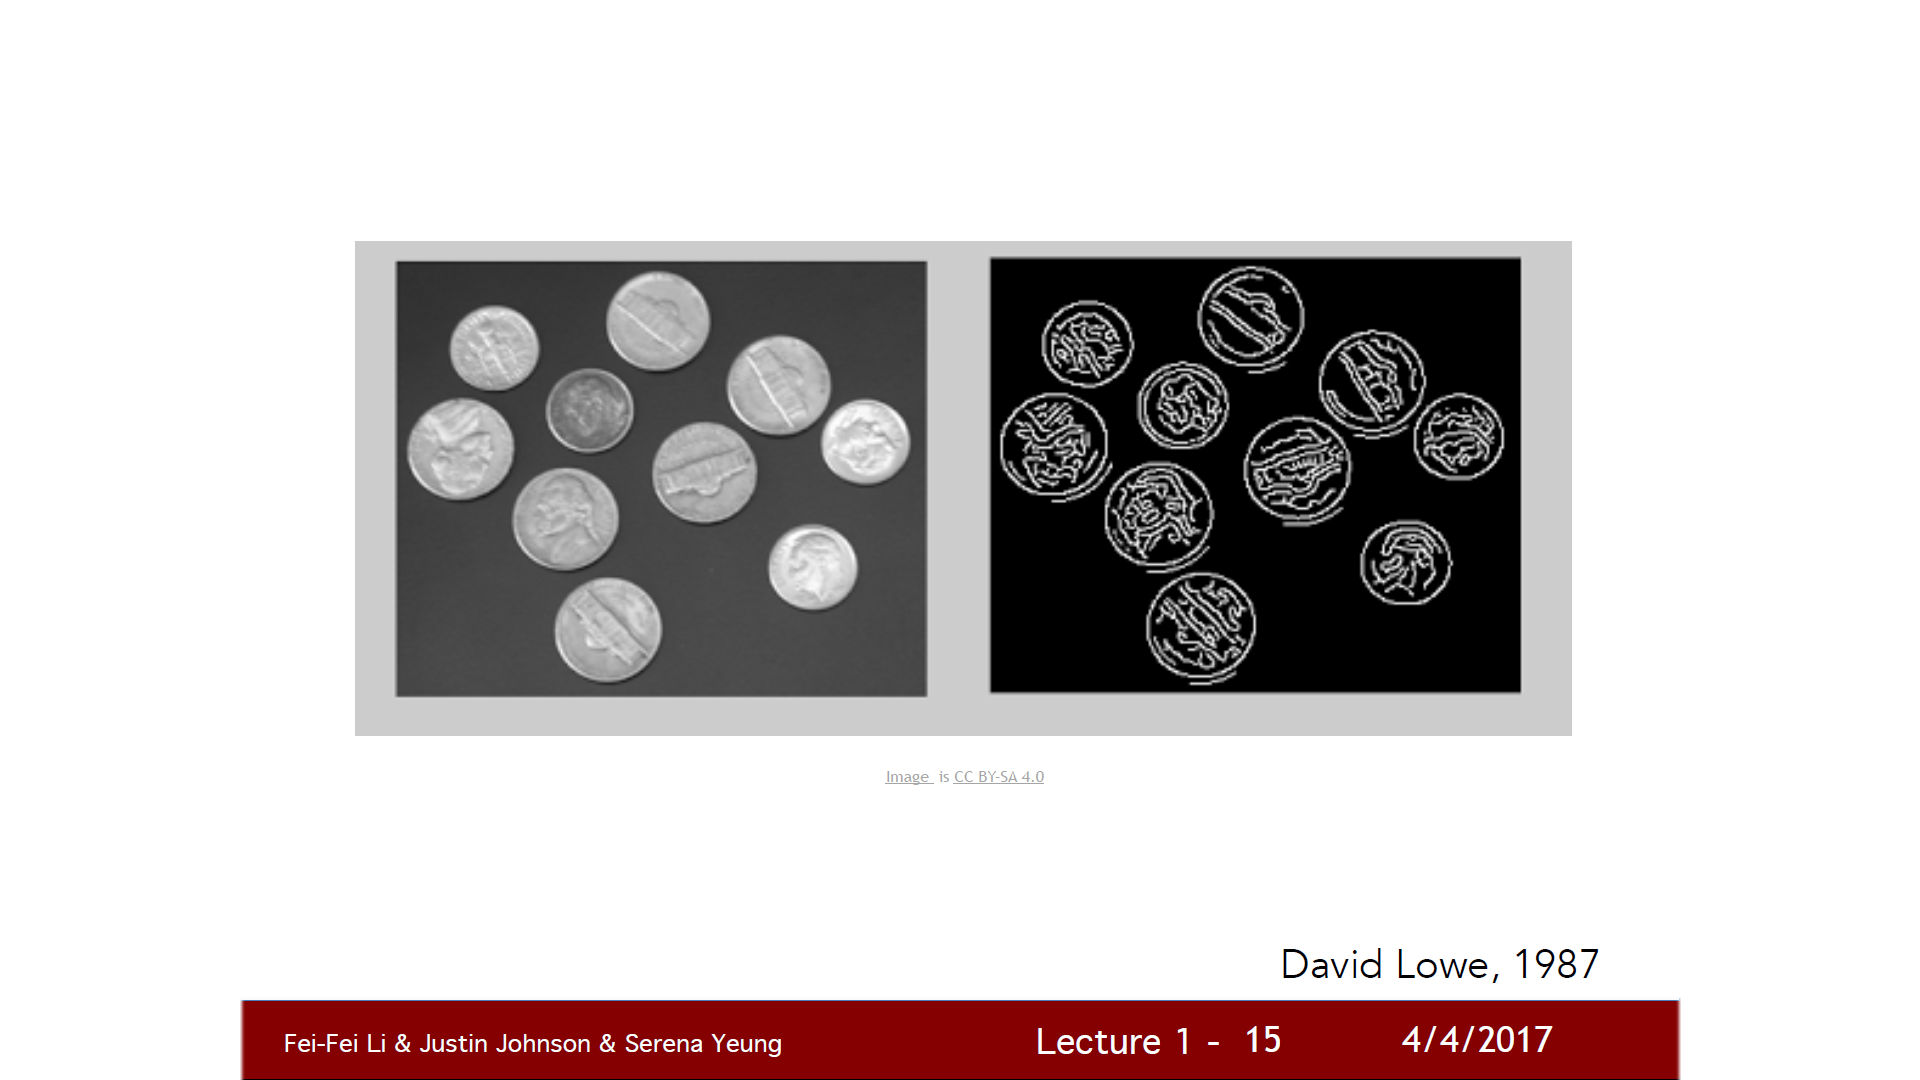 Image is CC BY-SA 4.0
David Lowe, 1987
Fei-Fei Li & Justin Johnson & Serena Yeung
Lecture 1 - 15
4/4/2017